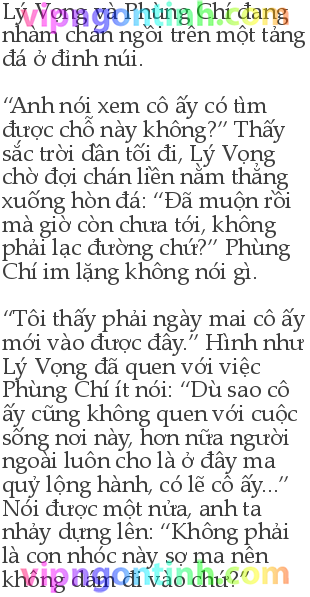 Lý Vọng và Phùng Chí đang
nhàm chán ngồi trên một tảng
đá ở đỉnh núi.
“Anh nói xem cô ấy có tìm
được chỗ này không?” Thấy
sắc trời dần tối đi, Lý Vọng
chờ đợi chán liền nằm thẳng
xuống hòn đá: “Đã muộn rồi
mà giờ còn chưa tới, không
phải lạc đường chứ?” Phùng
Chí im lặng không nói gì.
“Tôi thấy phải ngày mai cô ấy
mới vào được đây.” Hình như
Lý Vọng đã quen với việc
Phùng Chí ít nói: “Dù sao cô
ấy cũng không quen với cuộc
sống nơi này, hơn nữa người
ngoài luôn cho là ở đây ma
quỷ lộng hành, có lẽ cô ấy...”
Nói được một nửa, anh ta
nhảy dựng lên: “Không phải
là con nhóc này sợ ma nên
không dám đi vào chứ?”
vipngontinh.com
vipngontinh.com